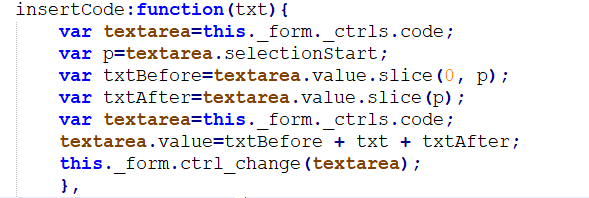 insertCode:function(txt){
var textarea=this._form._ctrls.code;
var p=textarea.selectionStart;
var txtBefore=textarea.value.slice(0, p);
var txtAfter=textarea.value.slice(p);
var textarea=this._form._ctrls.code;
textarea.value=txtBefore + txt + txtAfter;
this._form.ctrl_change(textarea);
},